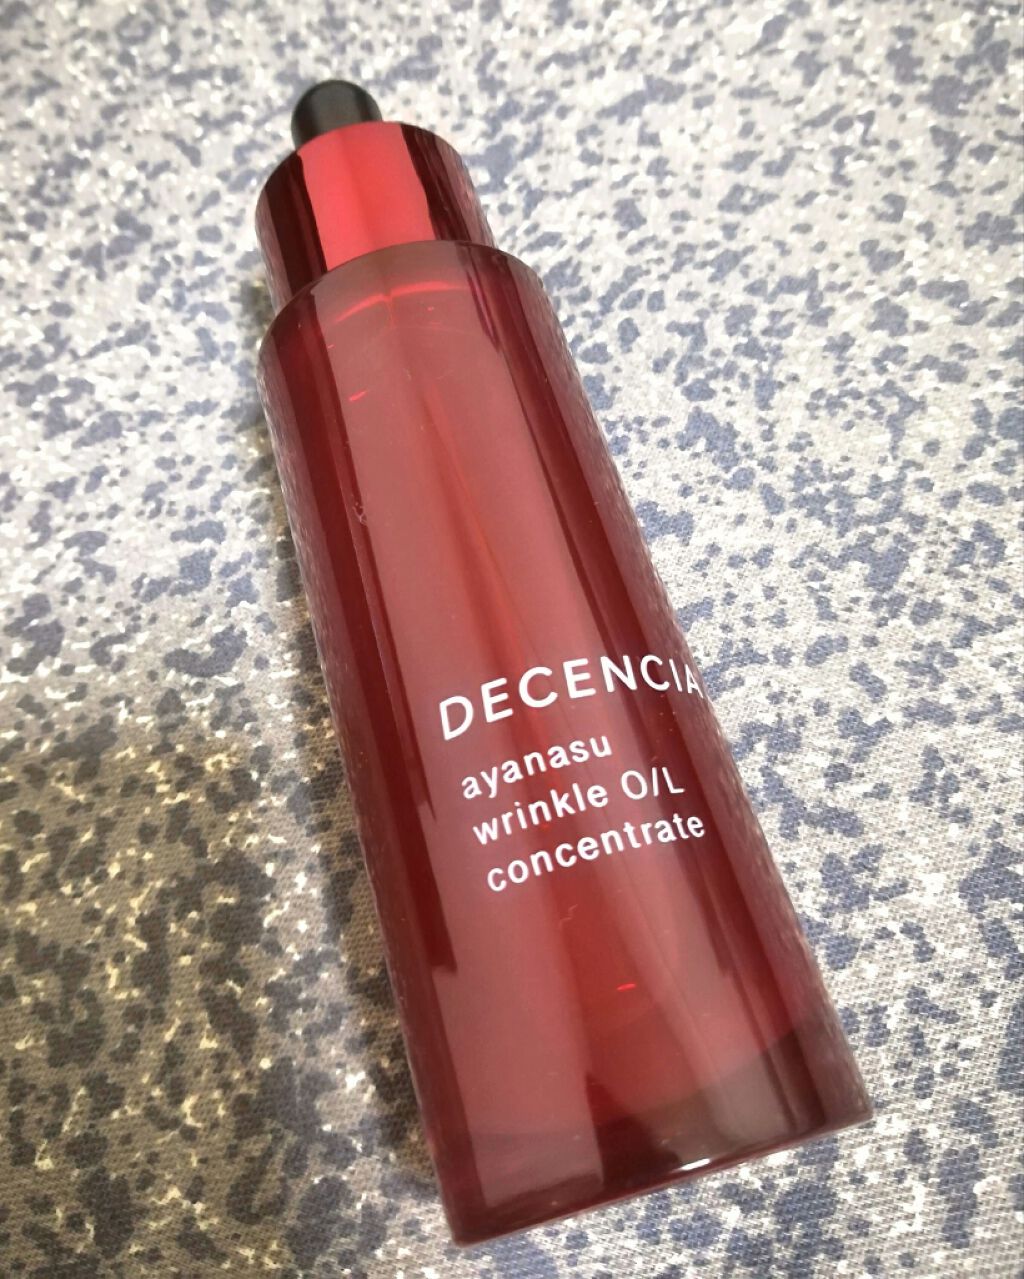 DECENCIA
ayanasu
wrinkle O/L
concentrate